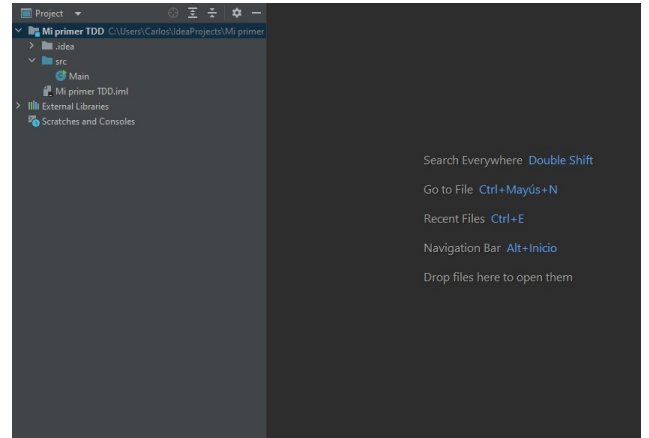 Project
Mi primer TDD C:\Users\Carlos\IdeaProjects\Mi primer
.idea
src
Main
Mi primer TDD.iml
External Libraries
Scratches and Consoles
Search Everywhere Double Shift
Go to File Ctrl+Mayús+N
Recent Files Ctrl+E
Navigation Bar Alt+Inicio
Drop files here to open them